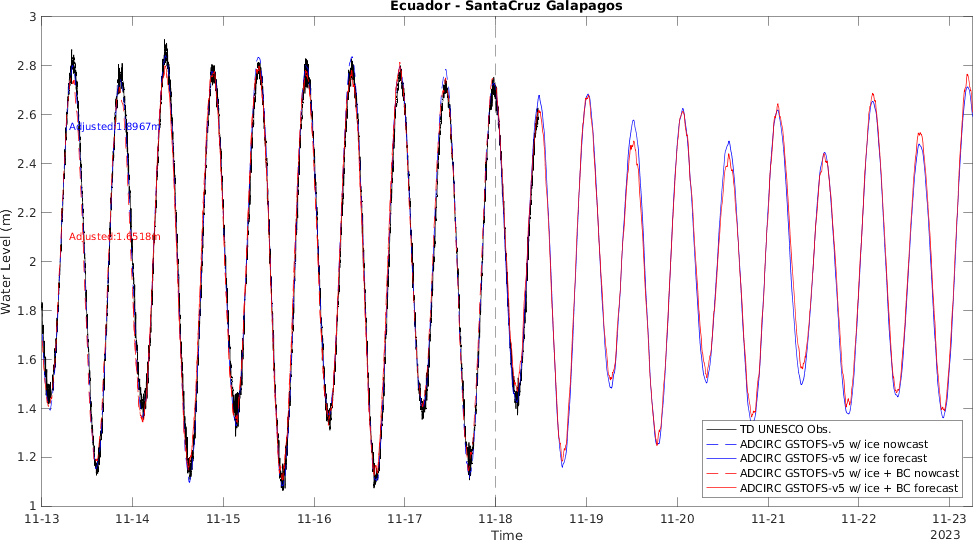 Ecuador - SantaCruz Galapagos
3
2.8
2.6
2.4
2.2
2
1.8
1.6
1.4
1.2
1
Water Level (m)
Adjusted:1.8967m
Adjusted:1.6518m
TD UNESCO Obs.
ADCIRC GSTOFS-v5 w/ ice nowcast
ADCIRC GSTOFS-v5 w/ ice forecast
ADCIRC GSTOFS-v5 w/ ice + BC nowcast
ADCIRC GSTOFS-v5 w/ ice + BC forecast
11-13 11-14 11-15 11-16 11-17 11-18 11-19 11-20 11-21 11-22 11-23
Time
2023